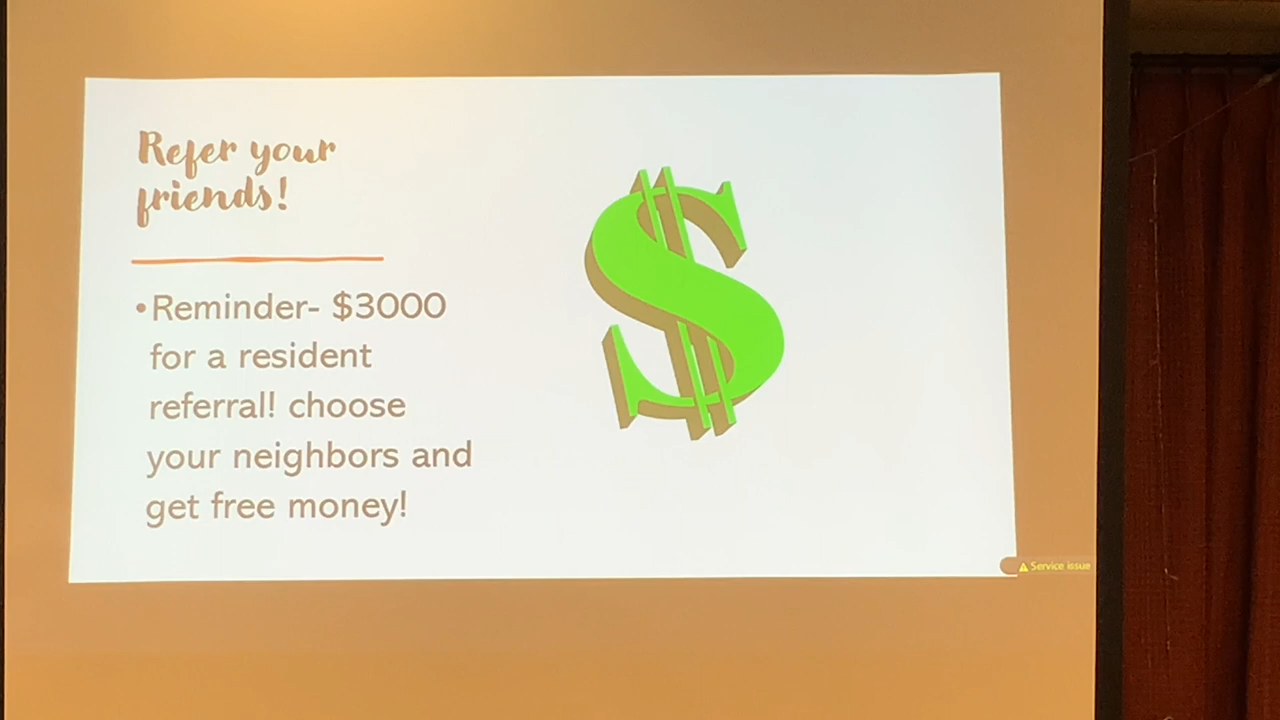 Refer your
friends!
•Reminder- $3000
for a resident
referral! choose
your neighbors and
get free money!
$
Service issue